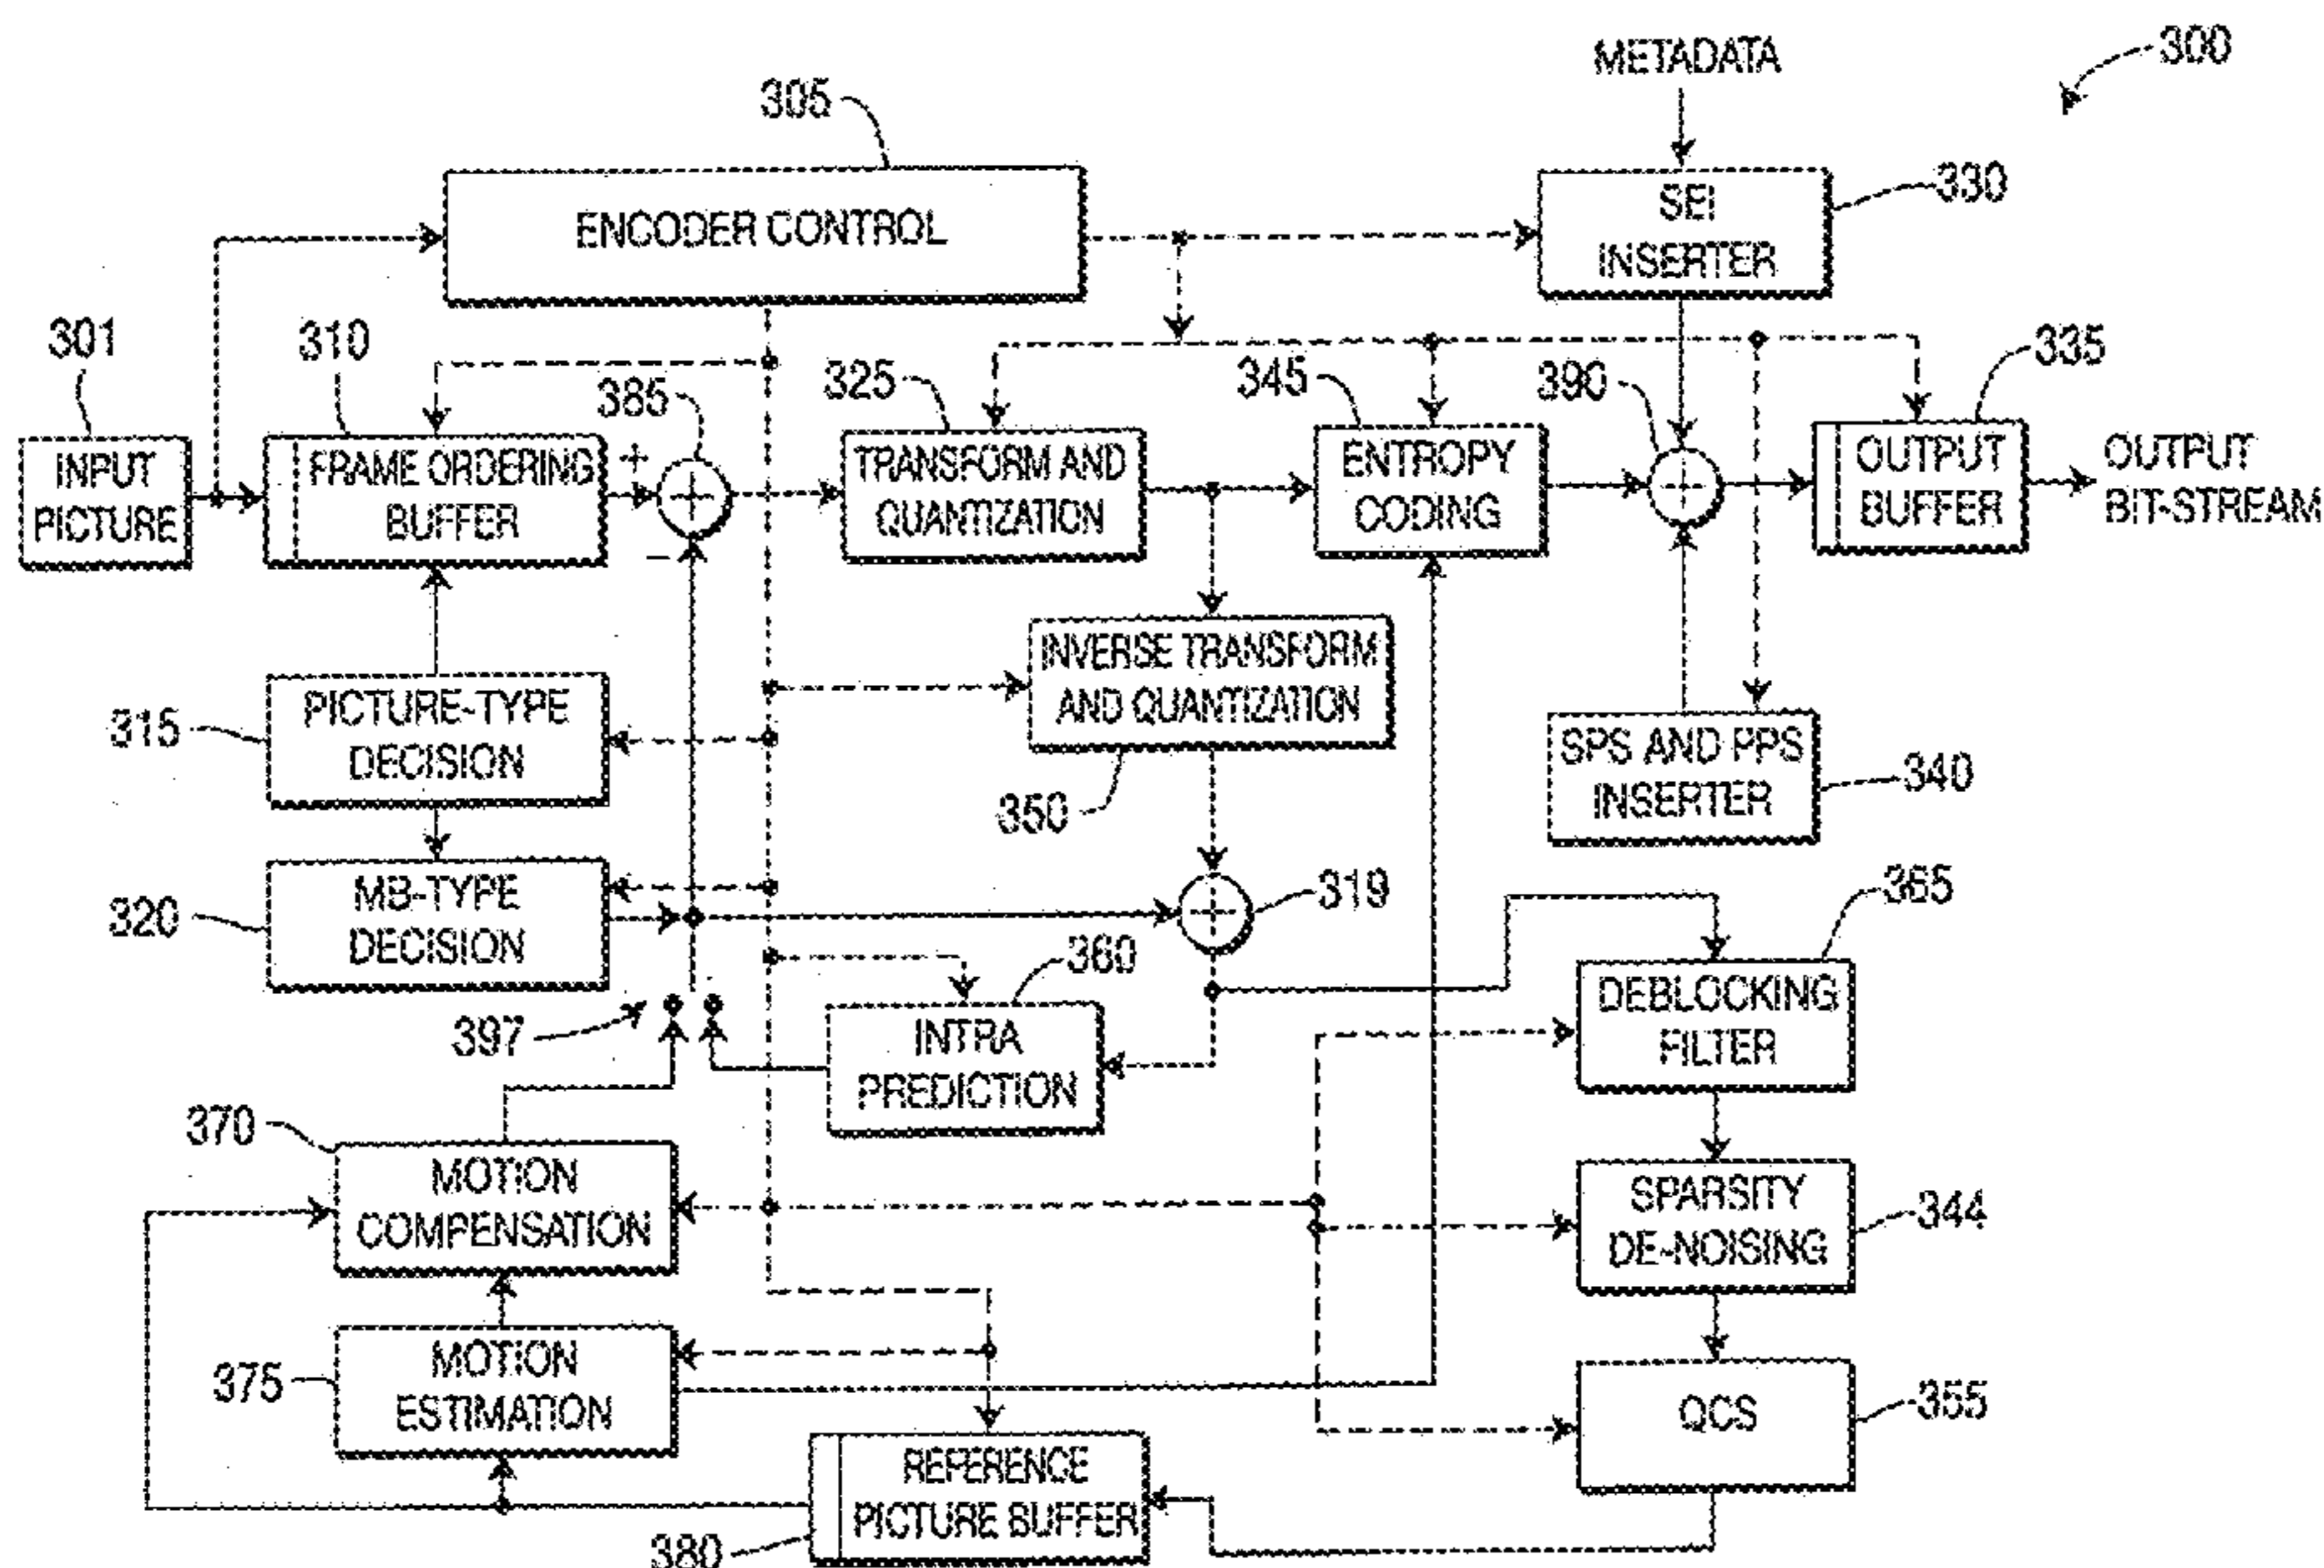 METADATA
300
305
ENCODER CONTROL
SEI
INSERTER
330
301
INPUT
PICTURE
310
FRAME ORDERING
BUFFER
+
385
−
325
TRANSFORM AND
QUANTIZATION
345
ENTROPY
CODING
390
335
OUTPUT
BUFFER
OUTPUT
BIT-STREAM
INVERSE TRANSFORM
AND QUANTIZATION
350
315
PICTURE-TYPE
DECISION
SPS AND PPS
INSERTER
340
320
MB-TYPE
DECISION
319
365
DEBLOCKING
FILTER
397
360
INTRA
PREDICTION
370
MOTION
COMPENSATION
SPARSITY
DE-NOISING
344
375
MOTION
ESTIMATION
QCS
355
REFERENCE
PICTURE BUFFER
380